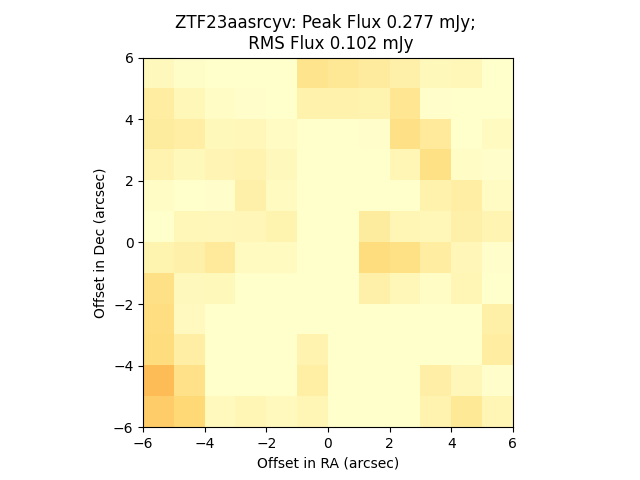 ZTF23aasrcyv: Peak Flux 0.277 mJy;
RMS Flux 0.102 mJy
6
4
2
0
−2
−4
−6
Offset in Dec (arcsec)
−6 −4 −2 0 2 4 6
Offset in RA (arcsec)